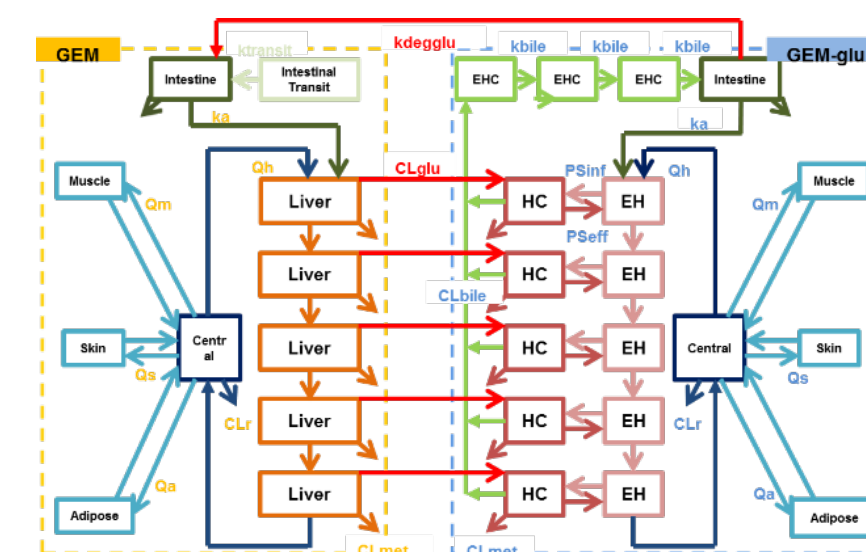 GEM
ktransit
kdegglu
kbile
kbile
kbile
GEM-glu
Intestine
Intestinal
Transit
EHC
EHC
EHC
Intestine
ka
ka
Qh
CLglu
PSinf
Qh
Muscle
Qm
Liver
HC
EH
Qm
Muscle
PSeff
Liver
HC
EH
CLbile
Skin
Centr
al
Liver
HC
EH
Central
Skin
Qs
Qs
CLr
Liver
HC
EH
CLr
Qa
Liver
HC
EH
Qa
Adipose
Adipose
CLmet
CLmet